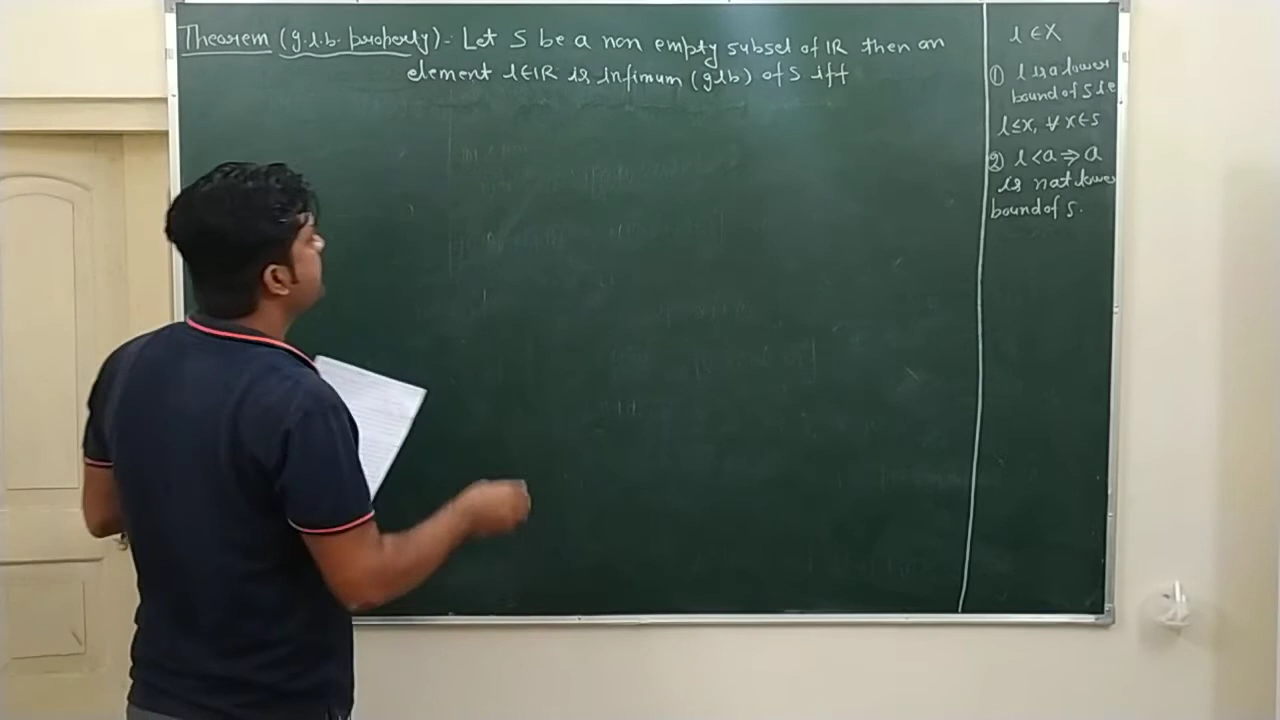 Theorem (g.l.b. property):- Let S be a non empty subset of IR then an
element l∈IR is infimum (glb) of S iff
l ∈ X
① l is a lower
bound of S i.e
l ≤ x, ∀ x ∈ S
② l < a ⇒ a
is not lower
bound of S.